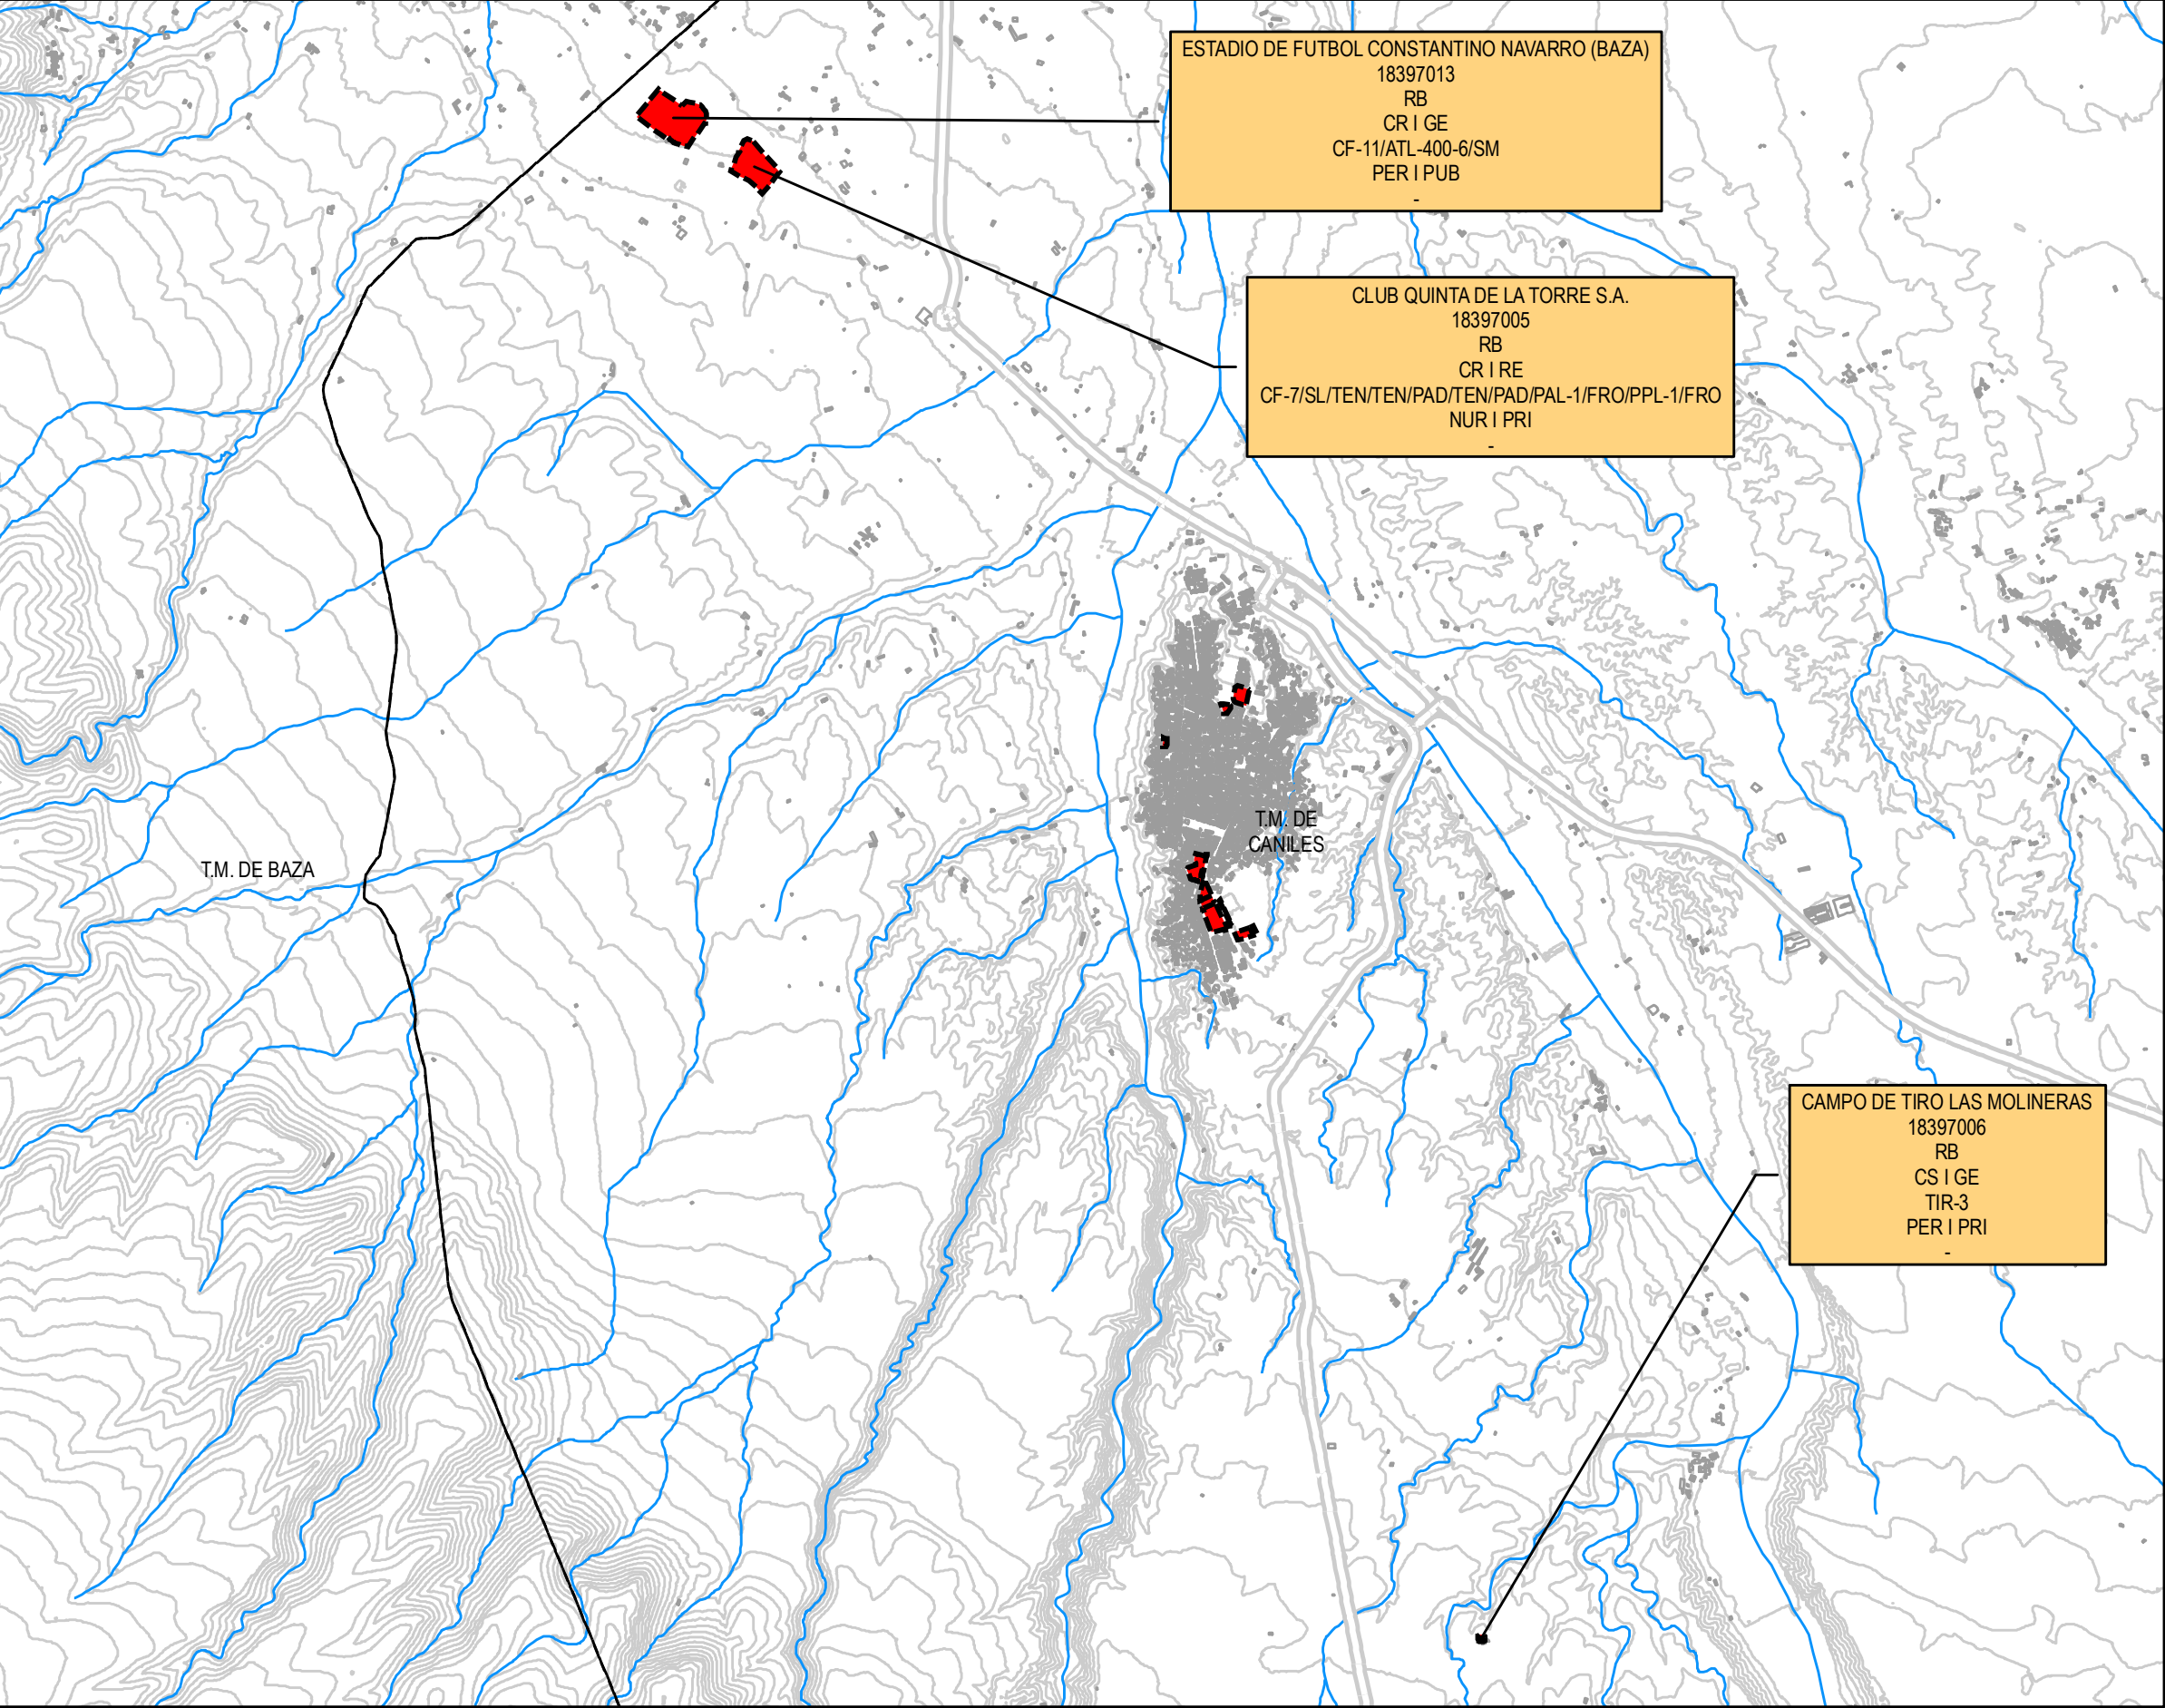 ESTADIO DE FUTBOL CONSTANTINO NAVARRO (BAZA)
18397013
RB
CR I GE
CF-11/ATL-400-6/SM
PER I PUB
-
CLUB QUINTA DE LA TORRE S.A.
18397005
RB
CR I RE
CF-7/SL/TEN/TEN/PAD/TEN/PAD/PAL-1/FRO/PPL-1/FRO
NUR I PRI
-
T.M. DE
CANILES
T.M. DE BAZA
CAMPO DE TIRO LAS MOLINERAS
18397006
RB
CS I GE
TIR-3
PER I PRI
-